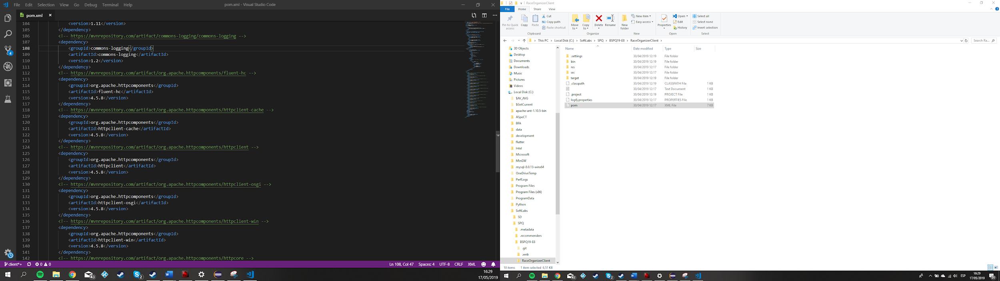 File Edit Selection View Go Debug Terminal Help
pom.xml - Visual Studio Code
pom.xml
104 <version>1.11</version>
105 </dependency>
106 <!-- https://mvnrepository.com/artifact/commons-logging/commons-logging -->
107 <dependency>
108 <groupId>commons-logging</groupId>
109 <artifactId>commons-logging</artifactId>
110 <version>1.2</version>
111 </dependency>
112 <!-- https://mvnrepository.com/artifact/org.apache.httpcomponents/fluent-hc -->
113 <dependency>
114 <groupId>org.apache.httpcomponents</groupId>
115 <artifactId>fluent-hc</artifactId>
116 <version>4.5.8</version>
117 </dependency>
118 <!-- https://mvnrepository.com/artifact/org.apache.httpcomponents/httpclient-cache -->
119 <dependency>
120 <groupId>org.apache.httpcomponents</groupId>
121 <artifactId>httpclient-cache</artifactId>
122 <version>4.5.8</version>
123 </dependency>
124 <!-- https://mvnrepository.com/artifact/org.apache.httpcomponents/httpclient -->
125 <dependency>
126 <groupId>org.apache.httpcomponents</groupId>
127 <artifactId>httpclient</artifactId>
128 <version>4.5.8</version>
129 </dependency>
130 <!-- https://mvnrepository.com/artifact/org.apache.httpcomponents/httpclient-osgi -->
131 <dependency>
132 <groupId>org.apache.httpcomponents</groupId>
133 <artifactId>httpclient-osgi</artifactId>
134 <version>4.5.8</version>
135 </dependency>
136 <!-- https://mvnrepository.com/artifact/org.apache.httpcomponents/httpclient-win -->
137 <dependency>
138 <groupId>org.apache.httpcomponents</groupId>
139 <artifactId>httpclient-win</artifactId>
140 <version>4.5.8</version>
141 </dependency>
142 <!-- https://mvnrepository.com/artifact/org.apache.httpcomponents/httpcore -->
4
client*+ 0 0
Ln 108, Col 47 Spaces: 4 UTF-8 CRLF XML
43 2
16:29
17/05/2019
RaceOrganizerClient
File Home Share View
Pin to Quick access
Copy
Paste
Cut
Copy path
Paste shortcut
Clipboard
Move to
Copy to
Delete
Rename
Organize
New folder
New item
Easy access
New
Properties
Open
Edit
History
Open
Select all
Select none
Invert selection
Select
This PC > Local Disk (C:) > SoftLabs > SPQ > BSPQ19-E8 > RaceOrganizerClient >
Search Ra...
3D Objects
Desktop
Documents
Downloads
Music
Pictures
Videos
Local Disk (C:)
$AV_AVG
$GetCurrent
apache-ant-1.10.5-bin
ASpeCT
BFA
data
development
flutter
Intel
Microsoft
MinGW
mysql-8.0.13-winx64
OneDriveTemp
PerfLogs
Program Files
Program Files (x86)
ProgramData
Python
SoftLabs
SD
SPQ
.metadata
.recommenders
BSPQ19-E8
.git
.web
RaceOrganizerClient
Name Date modified Type Size
.settings 30/04/2019 12:19 File folder
bin 30/04/2019 12:19 File folder
res 30/04/2019 12:17 File folder
src 30/04/2019 12:17 File folder
target 30/04/2019 12:19 File folder
.classpath 30/04/2019 12:19 CLASSPATH File 1 KB
30/04/2019 12:17 Text Document 1 KB
.project 30/04/2019 12:19 PROJECT File 1 KB
log4j.properties 30/04/2019 12:17 PROPERTIES File 1 KB
pom 30/04/2019 12:17 XML File 7 KB
10 items 1 item selected 6,51 KB
43 2
ESP
16:29
17/05/2019
20